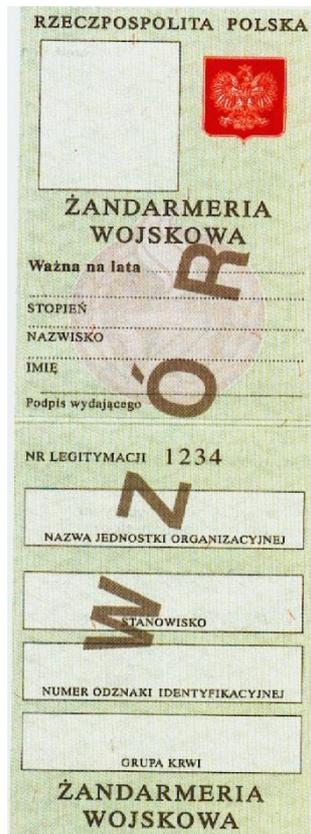 RZECZPOSPOLITA POLSKA
ŻANDARMERIA
WOJSKOWA
Ważna na lata
STOPIEŃ
NAZWISKO
IMIĘ
Podpis wydającego
NR LEGITYMACJI 1234
NAZWA JEDNOSTKI ORGANIZACYJNEJ
STANOWISKO
NUMER ODZNAKI IDENTYFIKACYJNEJ
GRUPA KRWI
ŻANDARMERIA
WOJSKOWA
WZÓR